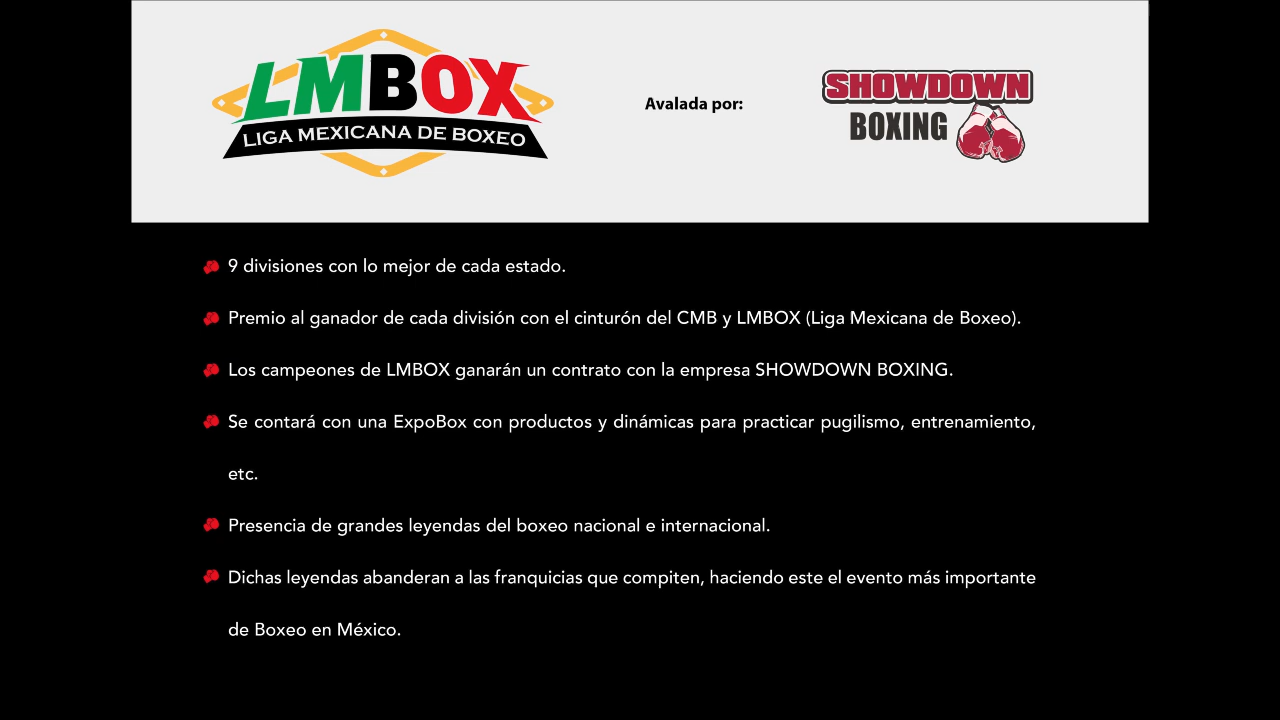 LMBOX
LIGA MEXICANA DE BOXEO
Avalada por:
SHOWDOWN
BOXING
9 divisiones con lo mejor de cada estado.
Premio al ganador de cada división con el cinturón del CMB y LMBOX (Liga Mexicana de Boxeo).
Los campeones de LMBOX ganarán un contrato con la empresa SHOWDOWN BOXING.
Se contará con una ExpoBox con productos y dinámicas para practicar pugilismo, entrenamiento,
etc.
Presencia de grandes leyendas del boxeo nacional e internacional.
Dichas leyendas abanderan a las franquicias que compiten, haciendo este el evento más importante
de Boxeo en México.